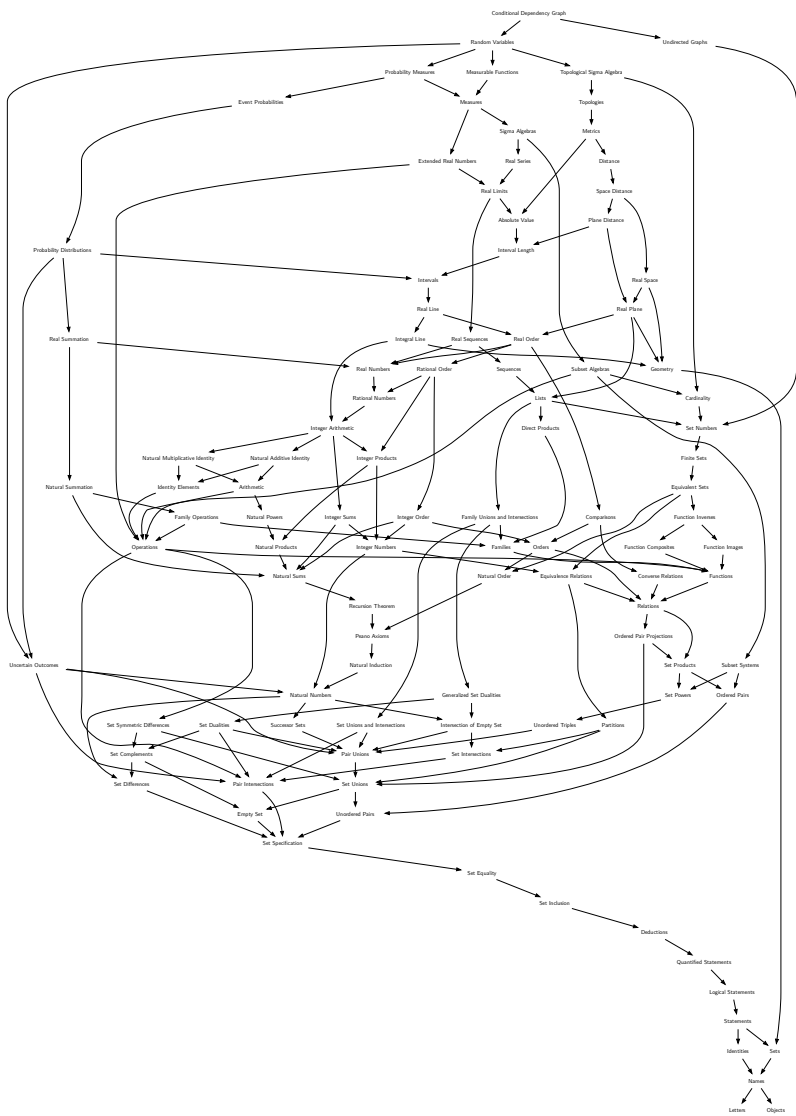 Conditional Dependency Graph
Random Variables Undirected Graphs
Probability Measures Measurable Functions Topological Sigma Algebra
Event Probabilities Measures Topologies
Sigma Algebras Metrics
Extended Real Numbers Real Series Distance
Real Limits Space Distance
Absolute Value Plane Distance
Probability Distributions Interval Length
Intervals Real Space
Real Line Real Plane
Real Summation Integral Line Real Sequences Real Order
Real Numbers Rational Order Sequences Subset Algebras Geometry
Rational Numbers Lists Cardinality
Integer Arithmetic Direct Products Set Numbers
Natural Multiplicative Identity Natural Additive Identity Integer Products Finite Sets
Natural Summation Identity Elements Arithmetic Equivalent Sets
Family Operations Natural Powers Integer Sums Integer Order Family Unions and Intersections Comparisons Function Inverses
Operations Natural Products Integer Numbers Families Orders Function Composites Function Images
Natural Sums Natural Order Equivalence Relations Converse Relations Functions
Recursion Theorem Relations
Peano Axioms Ordered Pair Projections
Uncertain Outcomes Natural Induction Set Products Subset Systems
Natural Numbers Generalized Set Dualities Set Powers Ordered Pairs
Set Symmetric Differences Set Dualities Successor Sets Set Unions and Intersections Intersection of Empty Set Unordered Triples Partitions
Set Complements Pair Unions Set Intersections
Set Differences Pair Intersections Set Unions
Empty Set Unordered Pairs
Set Specification
Set Equality
Set Inclusion
Deductions
Quantified Statements
Logical Statements
Statements
Identities Sets
Names
Letters Objects